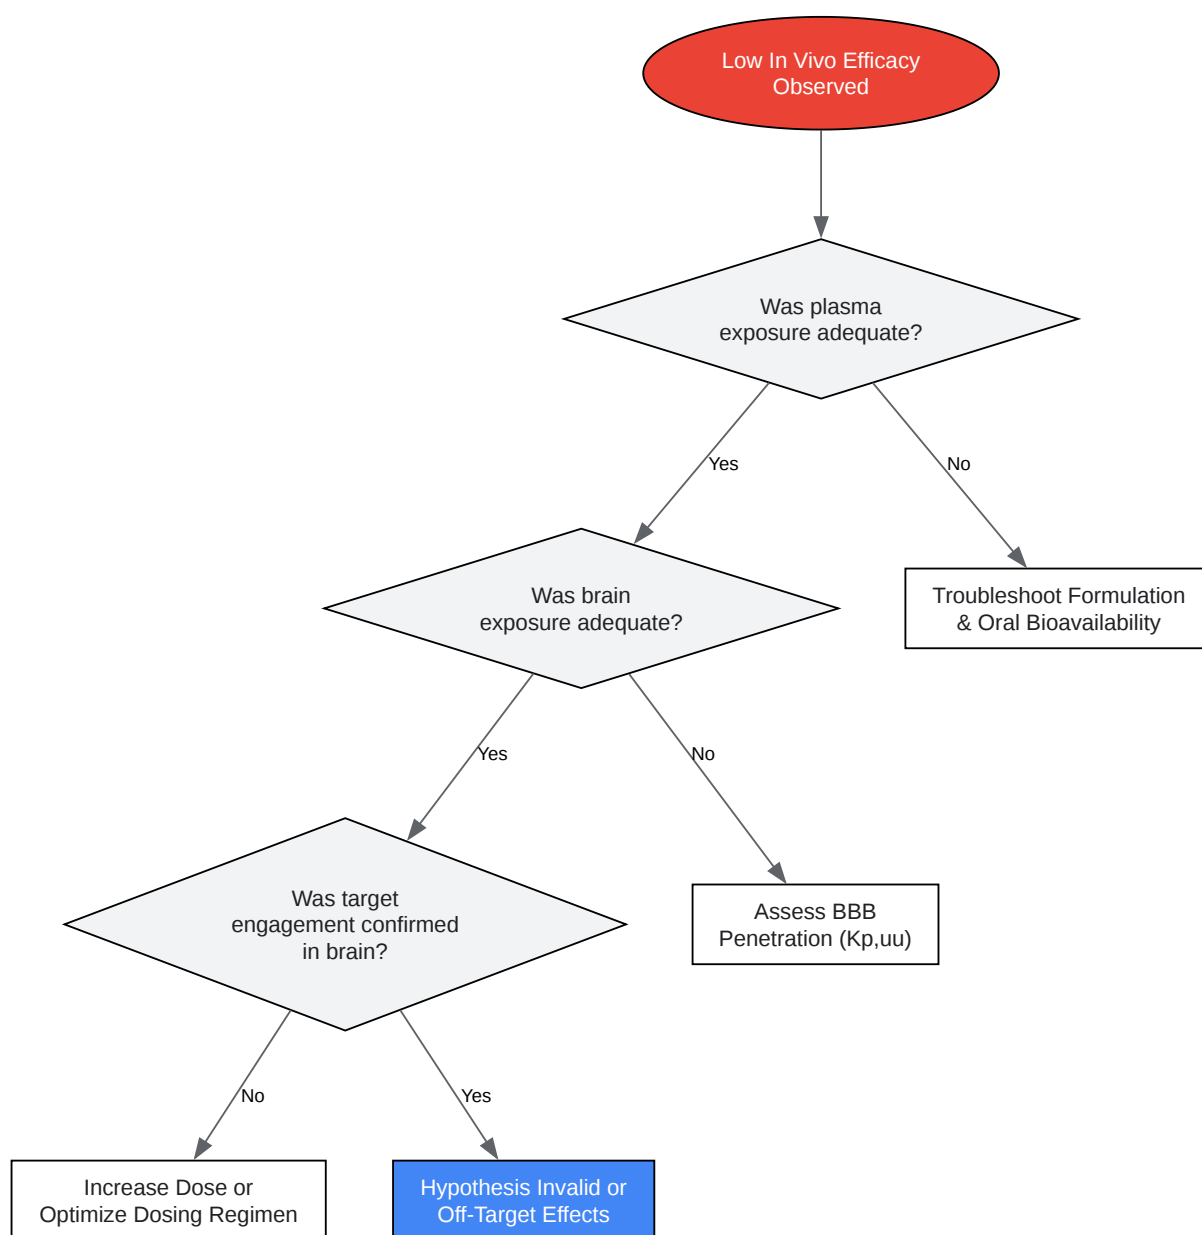 Low In Vivo Efficacy
Observed
Was plasma
exposure adequate?
Yes
No
Was brain
exposure adequate?
Troubleshoot Formulation
& Oral Bioavailability
Yes
No
Was target
engagement confirmed
in brain?
Assess BBB
Penetration (Kp,uu)
No
Yes
Increase Dose or
Optimize Dosing Regimen
Hypothesis Invalid or
Off-Target Effects